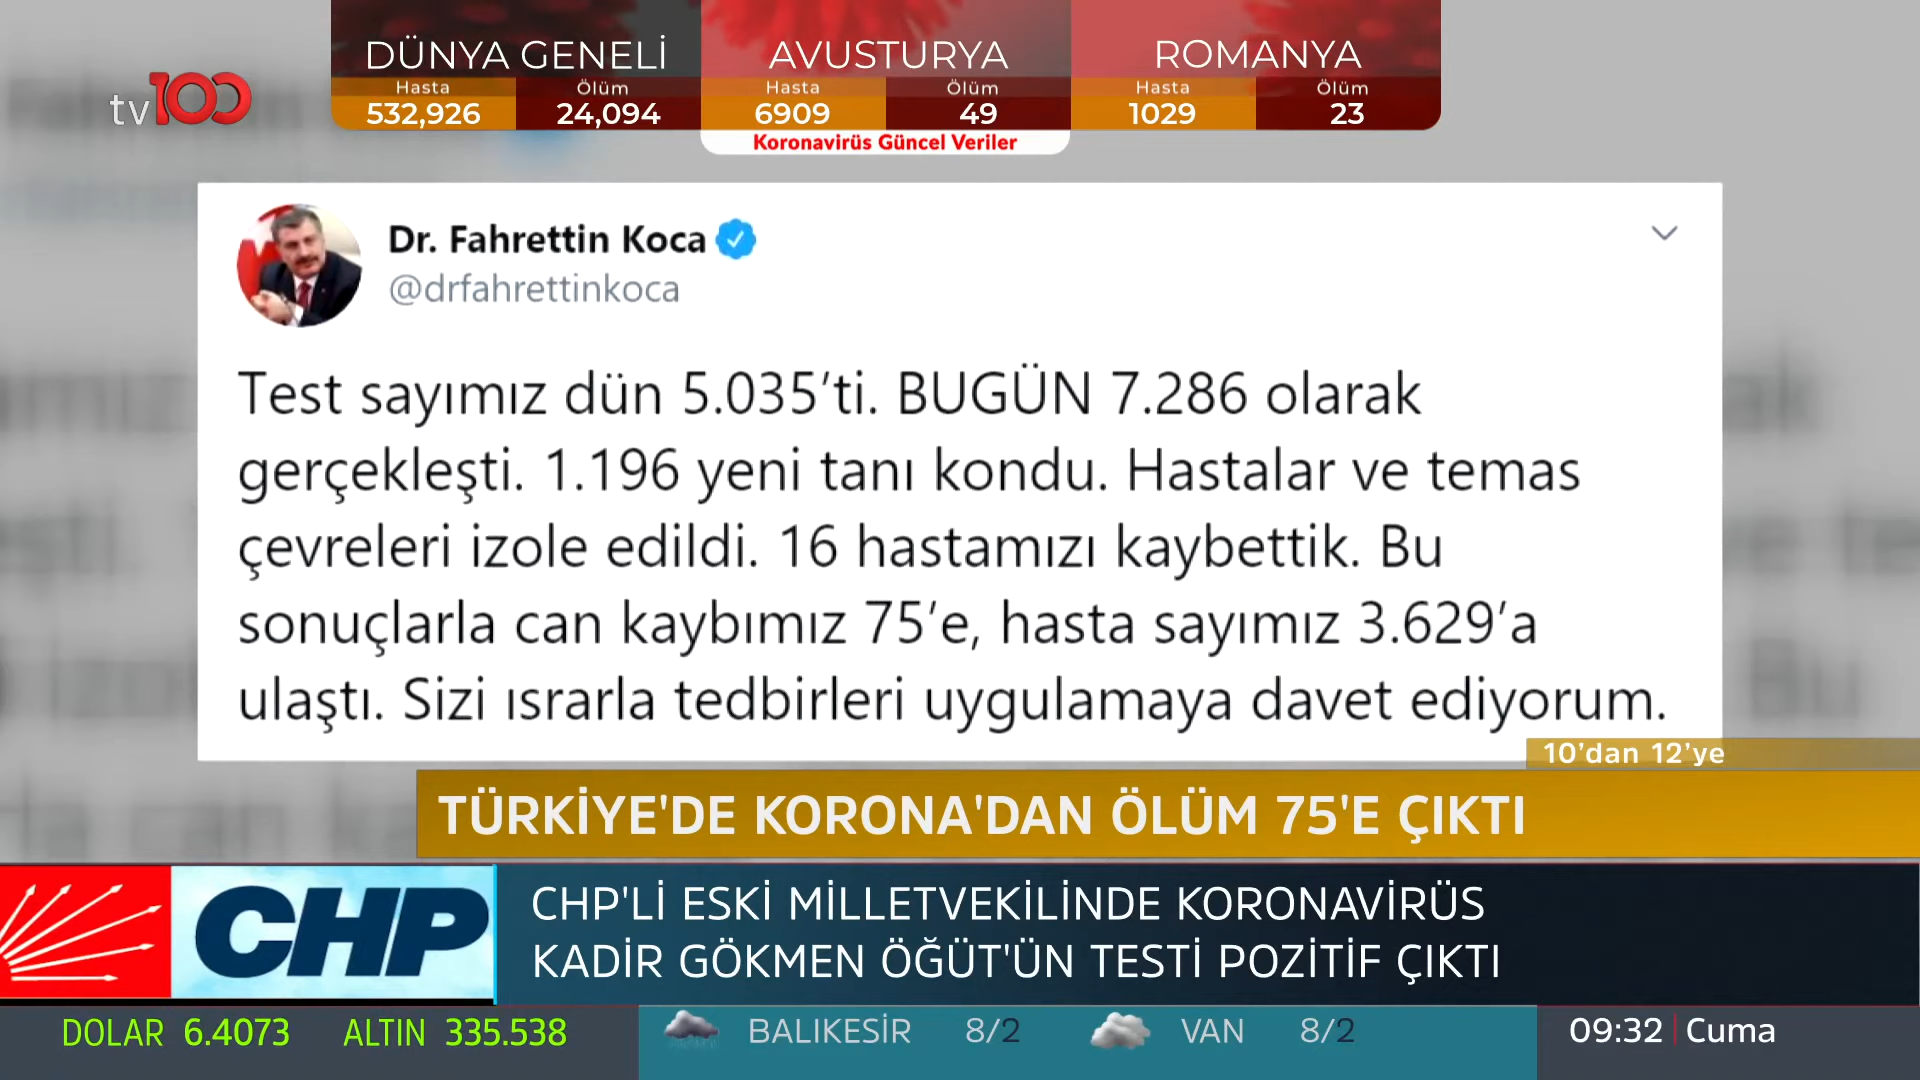 DÜNYA GENELİ
Hasta
532,926
Ölüm
24,094
AVUSTURYA
Hasta
6909
Ölüm
49
ROMANYA
Hasta
1029
Ölüm
23
Koronavirüs Güncel Veriler
tv100
Dr. Fahrettin Koca
@drfahrettinkoca
Test sayımız dün 5.035’ti. BUGÜN 7.286 olarak
gerçekleşti. 1.196 yeni tanı kondu. Hastalar ve temas
çevreleri izole edildi. 16 hastamızı kaybettik. Bu
sonuçlarla can kaybımız 75’e, hasta sayımız 3.629’a
ulaştı. Sizi ısrarla tedbirleri uygulamaya davet ediyorum.
10’dan 12’ye
TÜRKİYE'DE KORONA'DAN ÖLÜM 75'E ÇIKTI
CHP
CHP'Lİ ESKİ MİLLETVEKİLİNDE KORONAVİRÜS
KADİR GÖKMEN ÖĞÜT'ÜN TESTİ POZİTİF ÇIKTI
DOLAR 6.4073 ALTIN 335.538
BALIKESİR 8/2 VAN 8/2
09:32 Cuma